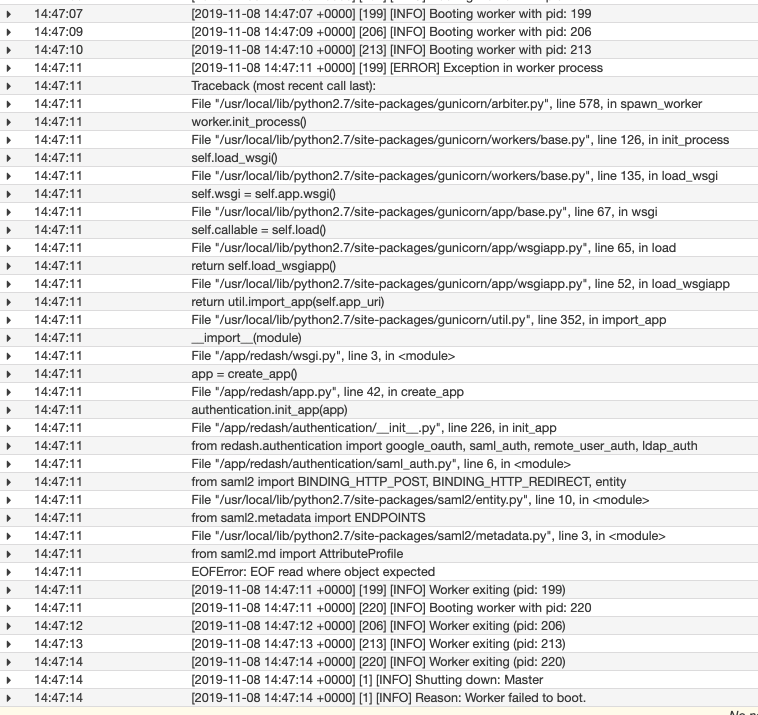 14:47:07 [2019-11-08 14:47:07 +0000] [199] [INFO] Booting worker with pid: 199
14:47:09 [2019-11-08 14:47:09 +0000] [206] [INFO] Booting worker with pid: 206
14:47:10 [2019-11-08 14:47:10 +0000] [213] [INFO] Booting worker with pid: 213
14:47:11 [2019-11-08 14:47:11 +0000] [199] [ERROR] Exception in worker process
14:47:11 Traceback (most recent call last):
14:47:11 File "/usr/local/lib/python2.7/site-packages/gunicorn/arbiter.py", line 578, in spawn_worker
14:47:11 worker.init_process()
14:47:11 File "/usr/local/lib/python2.7/site-packages/gunicorn/workers/base.py", line 126, in init_process
14:47:11 self.load_wsgi()
14:47:11 File "/usr/local/lib/python2.7/site-packages/gunicorn/workers/base.py", line 135, in load_wsgi
14:47:11 self.wsgi = self.app.wsgi()
14:47:11 File "/usr/local/lib/python2.7/site-packages/gunicorn/app/base.py", line 67, in wsgi
14:47:11 self.callable = self.load()
14:47:11 File "/usr/local/lib/python2.7/site-packages/gunicorn/app/wsgiapp.py", line 65, in load
14:47:11 return self.load_wsgiapp()
14:47:11 File "/usr/local/lib/python2.7/site-packages/gunicorn/app/wsgiapp.py", line 52, in load_wsgiapp
14:47:11 return util.import_app(self.app_uri)
14:47:11 File "/usr/local/lib/python2.7/site-packages/gunicorn/util.py", line 352, in import_app
14:47:11 __import__(module)
14:47:11 File "/app/redash/wsgi.py", line 3, in <module>
14:47:11 app = create_app()
14:47:11 File "/app/redash/app.py", line 42, in create_app
14:47:11 authentication.init_app(app)
14:47:11 File "/app/redash/authentication/__init__.py", line 226, in init_app
14:47:11 from redash.authentication import google_oauth, saml_auth, remote_user_auth, ldap_auth
14:47:11 File "/app/redash/authentication/saml_auth.py", line 6, in <module>
14:47:11 from saml2 import BINDING_HTTP_POST, BINDING_HTTP_REDIRECT, entity
14:47:11 File "/usr/local/lib/python2.7/site-packages/saml2/entity.py", line 10, in <module>
14:47:11 from saml2.metadata import ENDPOINTS
14:47:11 File "/usr/local/lib/python2.7/site-packages/saml2/metadata.py", line 3, in <module>
14:47:11 from saml2.md import AttributeProfile
14:47:11 EOFError: EOF read where object expected
14:47:11 [2019-11-08 14:47:11 +0000] [199] [INFO] Worker exiting (pid: 199)
14:47:11 [2019-11-08 14:47:11 +0000] [220] [INFO] Booting worker with pid: 220
14:47:12 [2019-11-08 14:47:12 +0000] [206] [INFO] Worker exiting (pid: 206)
14:47:13 [2019-11-08 14:47:13 +0000] [213] [INFO] Worker exiting (pid: 213)
14:47:14 [2019-11-08 14:47:14 +0000] [220] [INFO] Worker exiting (pid: 220)
14:47:14 [2019-11-08 14:47:14 +0000] [1] [INFO] Shutting down: Master
14:47:14 [2019-11-08 14:47:14 +0000] [1] [INFO] Reason: Worker failed to boot.